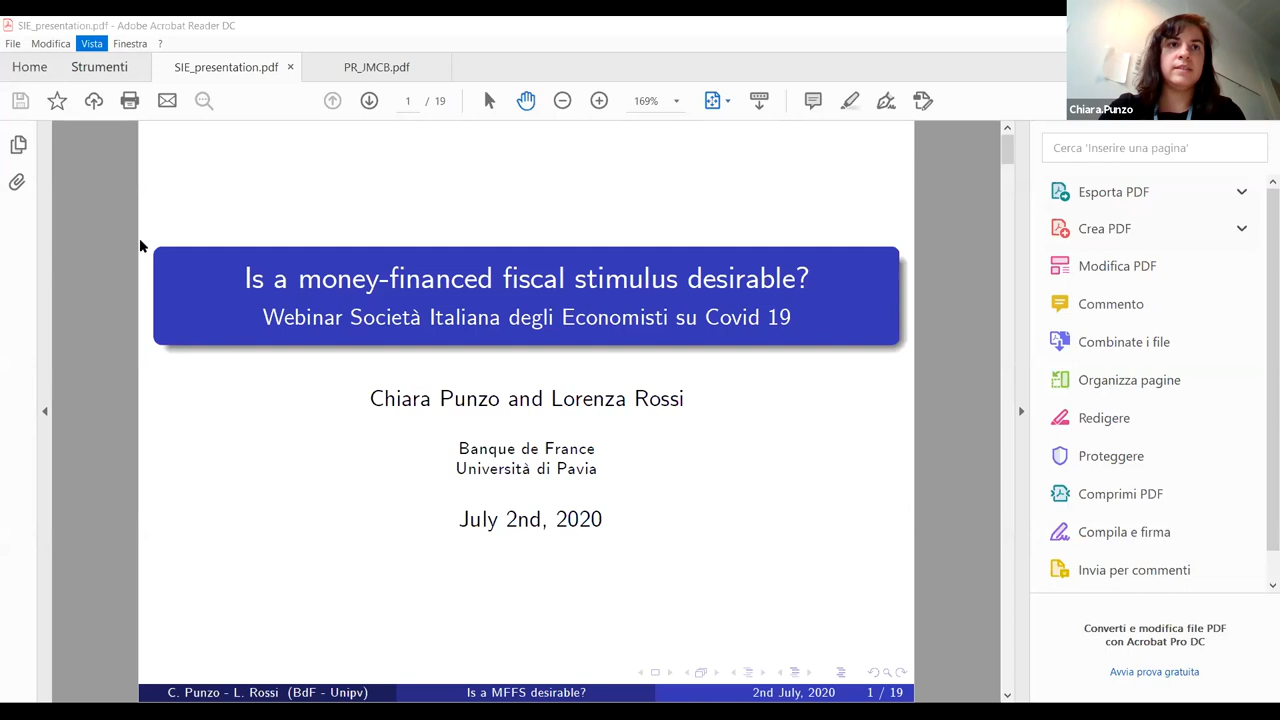 SIE_presentation.pdf - Adobe Acrobat Reader DC
File Modifica Vista Finestra ?
Home Strumenti SIE_presentation.pdf × PR_JMCB.pdf
1 / 19 169%
Chiara.Punzo
Cerca 'Inserire una pagina'
Esporta PDF
Crea PDF
Modifica PDF
Commento
Combinate i file
Organizza pagine
Redigere
Proteggere
Comprimi PDF
Compila e firma
Invia per commenti
Converti e modifica file PDF
con Acrobat Pro DC
Avvia prova gratuita
Is a money-financed fiscal stimulus desirable?
Webinar Società Italiana degli Economisti su Covid 19
Chiara Punzo and Lorenza Rossi
Banque de France
Università di Pavia
July 2nd, 2020
C. Punzo - L. Rossi (BdF - Unipv) Is a MFFS desirable? 2nd July, 2020 1 / 19